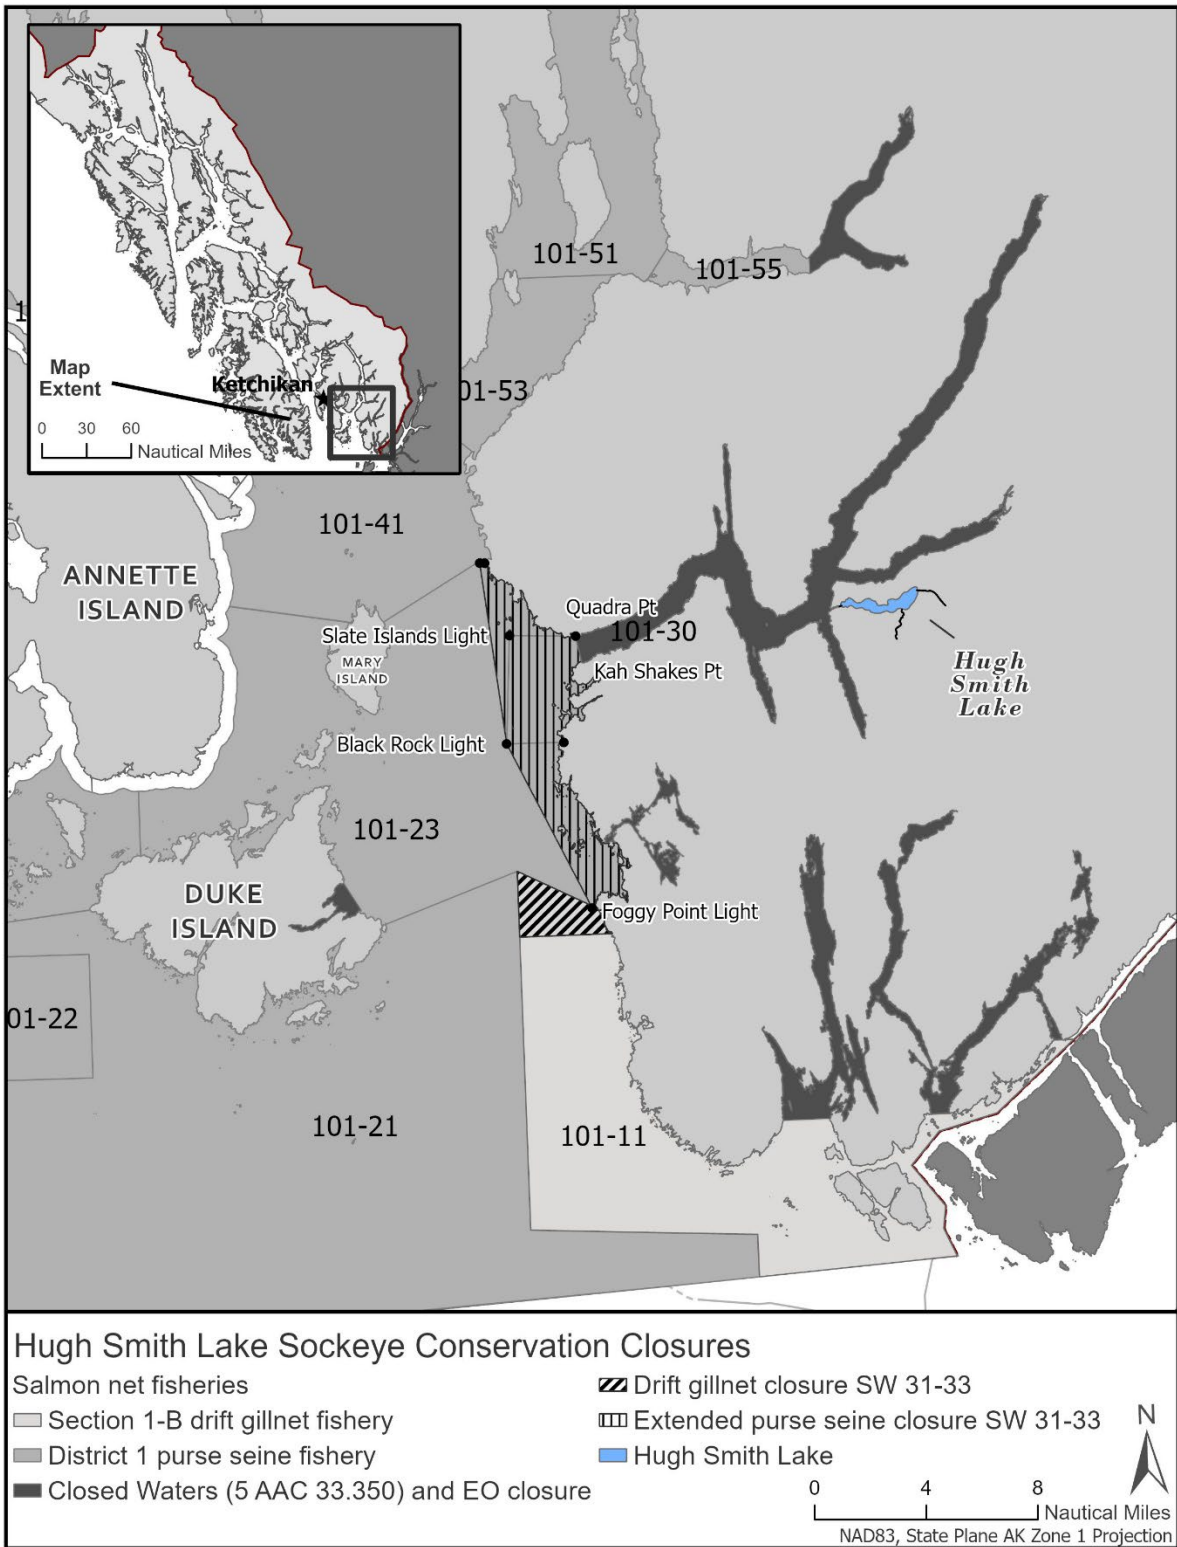 Map
Extent
Ketchikan
0 30 60
Nautical Miles
101-51
101-55
01-53
101-41
ANNETTE
ISLAND
Quadra Pt
Slate Islands Light
101-30
MARY
ISLAND
Kah Shakes Pt
Hugh
Smith
Lake
Black Rock Light
101-23
DUKE
ISLAND
Foggy Point Light
01-22
101-21
101-11
Hugh Smith Lake Sockeye Conservation Closures
Salmon net fisheries
Section 1-B drift gillnet fishery
District 1 purse seine fishery
Closed Waters (5 AAC 33.350) and EO closure
Drift gillnet closure SW 31-33
Extended purse seine closure SW 31-33
Hugh Smith Lake
N
0 4 8
Nautical Miles
NAD83, State Plane AK Zone 1 Projection